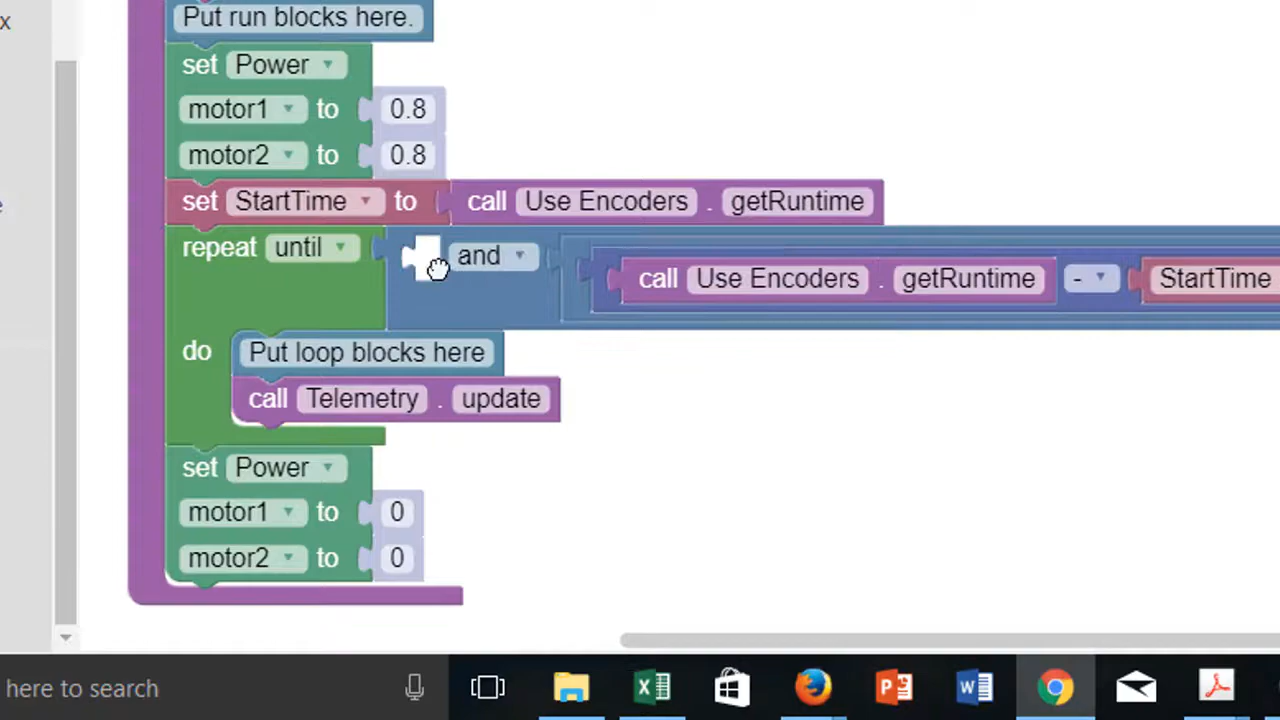 x
Put run blocks here.
set Power
motor1 to 0.8
motor2 to 0.8
set StartTime to call Use Encoders . getRuntime
e
repeat until and call Use Encoders . getRuntime - StartTime
do Put loop blocks here
call Telemetry . update
set Power
motor1 to 0
motor2 to 0
here to search